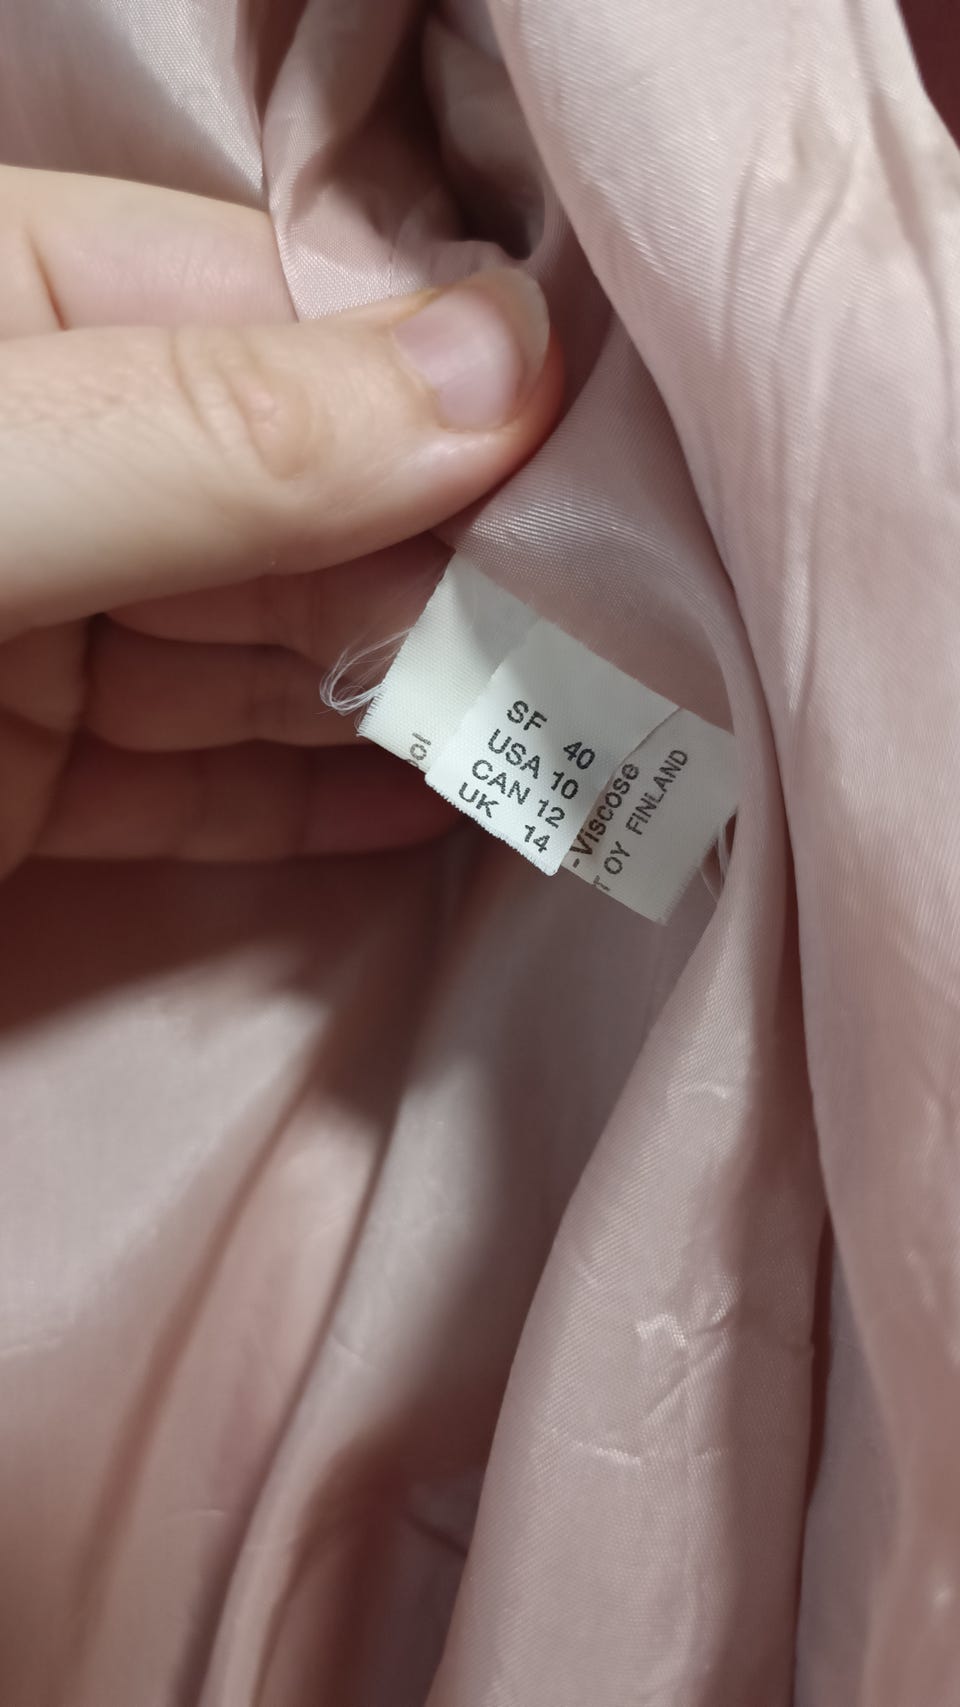 SF 40
USA 10
CAN 12
UK 14
-Viscose
OY FINLAND